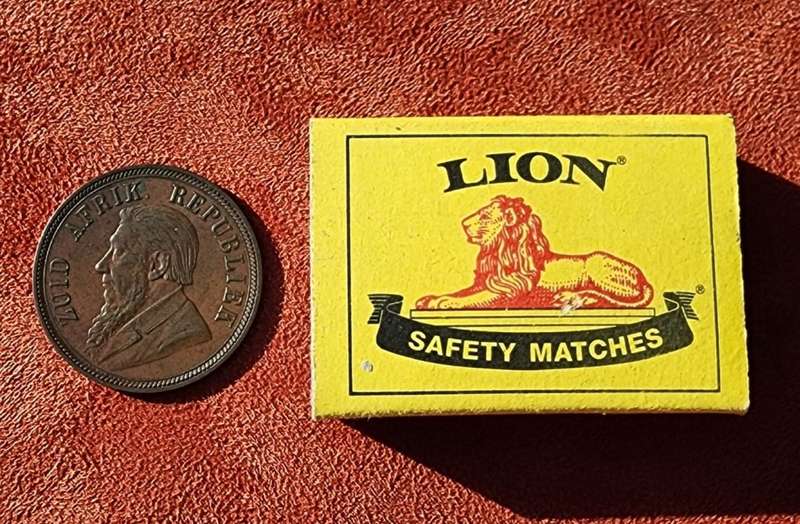 ZUID AFRIK. REPUBLIEK
LION®
®
SAFETY MATCHES